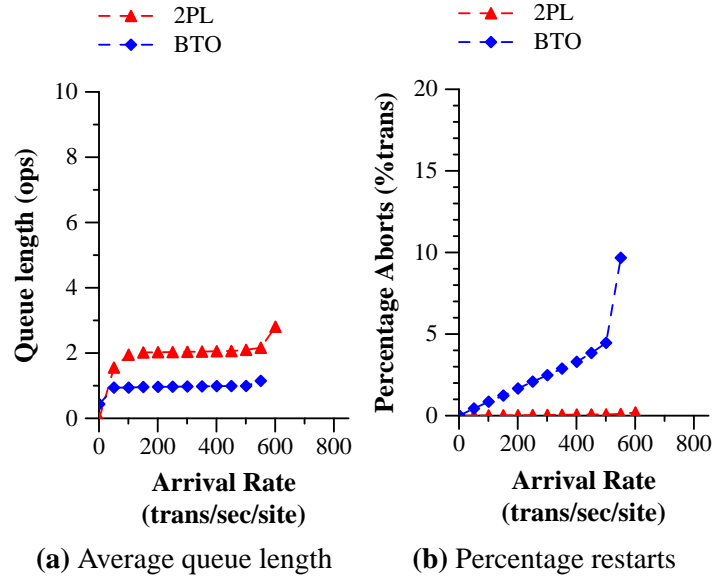 2PL
BTO
10
8
6
4
2
0
Queue length (ops)
0 200 400 600 800
Arrival Rate
(trans/sec/site)
(a) Average queue length
2PL
BTO
20
15
10
5
0
Percentage Aborts (%trans)
0 200 400 600 800
Arrival Rate
(trans/sec/site)
(b) Percentage restarts